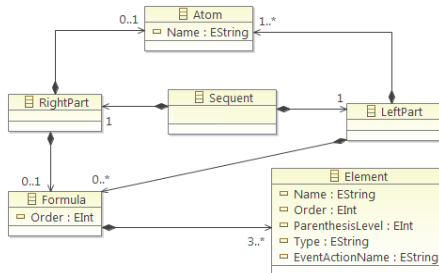 0..1
Atom
1..*
Name : EString
RightPart
Sequent
LeftPart
1
1
0..1
0..*
Formula
Order : EInt
3..*
Element
Name : EString
Order : EInt
ParenthesisLevel : EInt
Type : EString
EventActionName : EString